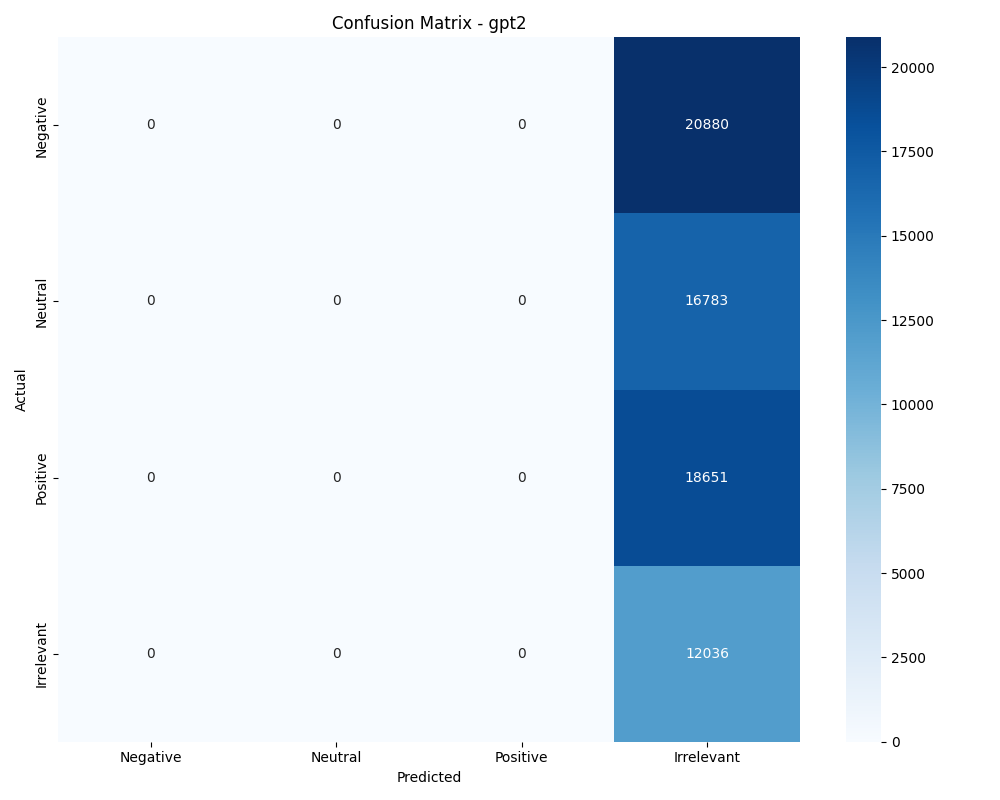 Confusion Matrix - gpt2
Actual
Negative 0 0 0 20880
Neutral 0 0 0 16783
Positive 0 0 0 18651
Irrelevant 0 0 0 12036
Negative Neutral Positive Irrelevant
Predicted
20000
17500
15000
12500
10000
7500
5000
2500
0